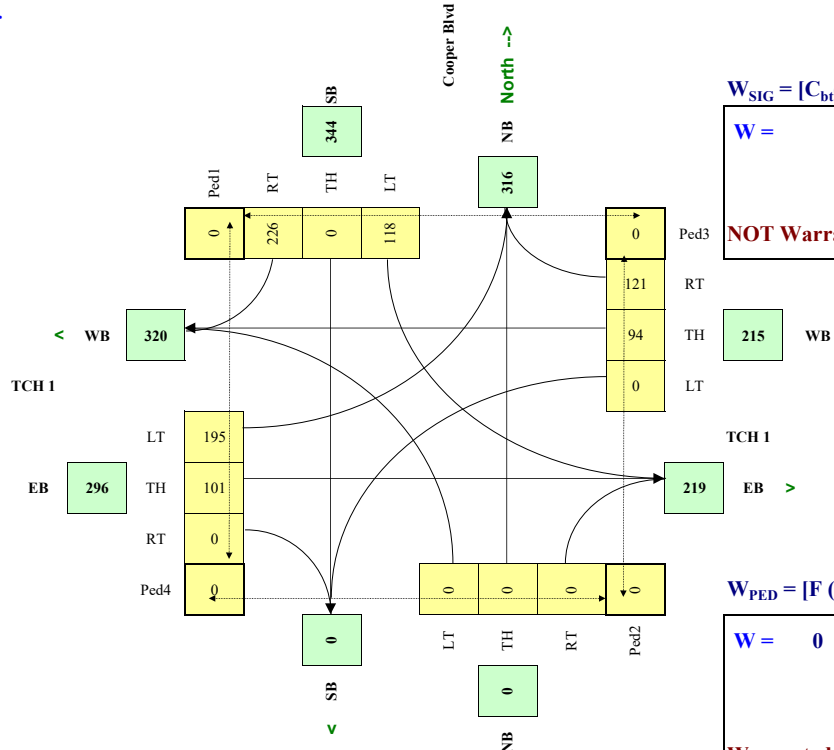 Cooper Blvd
North -->
SB
344
NB
316
Ped1
RT
TH
LT
0
226
0
118
0
Ped3
121
RT
< WB
320
94
TH
215
WB
TCH 1
0
LT
LT
195
TCH 1
EB
296
TH
101
219
EB >
RT
0
Ped4
0
0
0
0
0
LT
TH
RT
Ped2
0
SB
<
0
NB
W_SIG = [C_bt
W =
NOT Warr
W_PED = [F (
W = 0